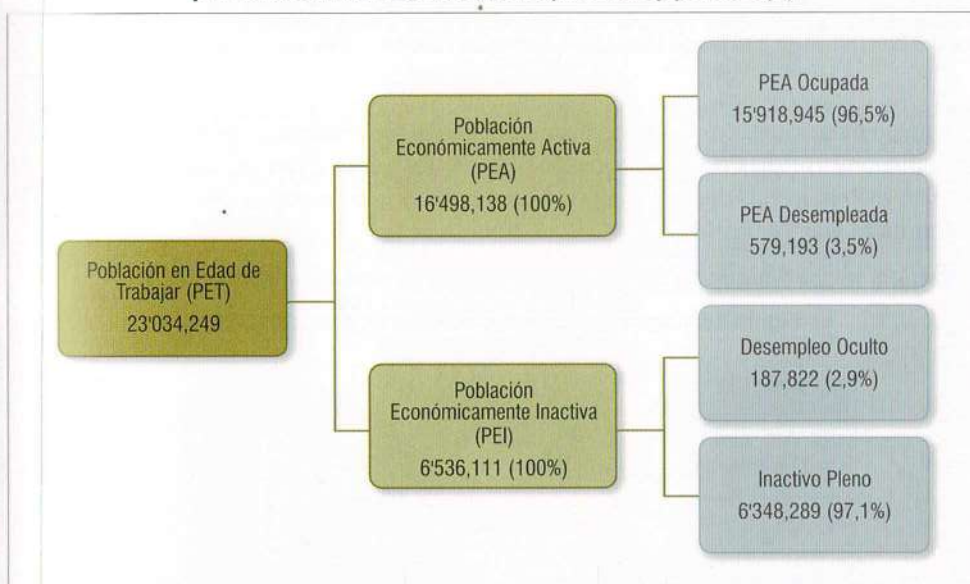 Población en Edad de
Trabajar (PET)
23'034,249
Población
Económicamente Activa
(PEA)
16'498,138 (100%)
PEA Ocupada
15'918,945 (96,5%)
PEA Desempleada
579,193 (3,5%)
Población
Económicamente Inactiva
(PEI)
6'536,111 (100%)
Desempleo Oculto
187,822 (2,9%)
Inactivo Pleno
6'348,289 (97,1%)